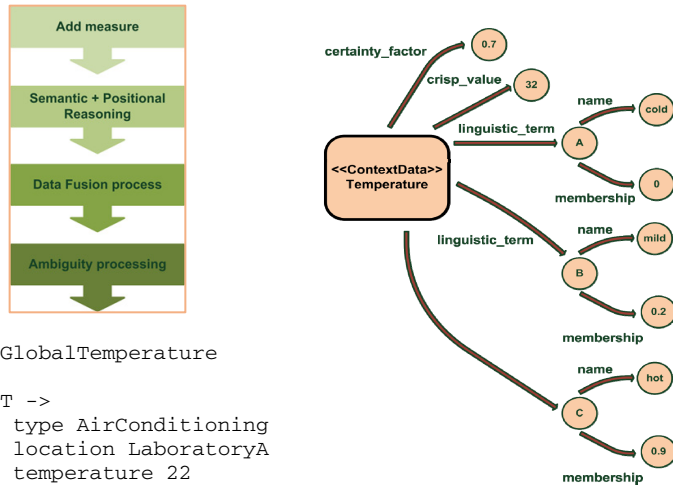 Add measure
Semantic + Positional
Reasoning)
Data Fusion process
Ambiguity processing
GlobalTemperature
T ->
type AirConditioning
location LaboratoryA
temperature 22
certainty_factor
0.7
crisp_value
32
<<ContextData>>
Temperature
linguistic_term
A
name
cold
membership
0
linguistic_term
B
name
mild
membership
0.2
C
name
hot
membership
0.9